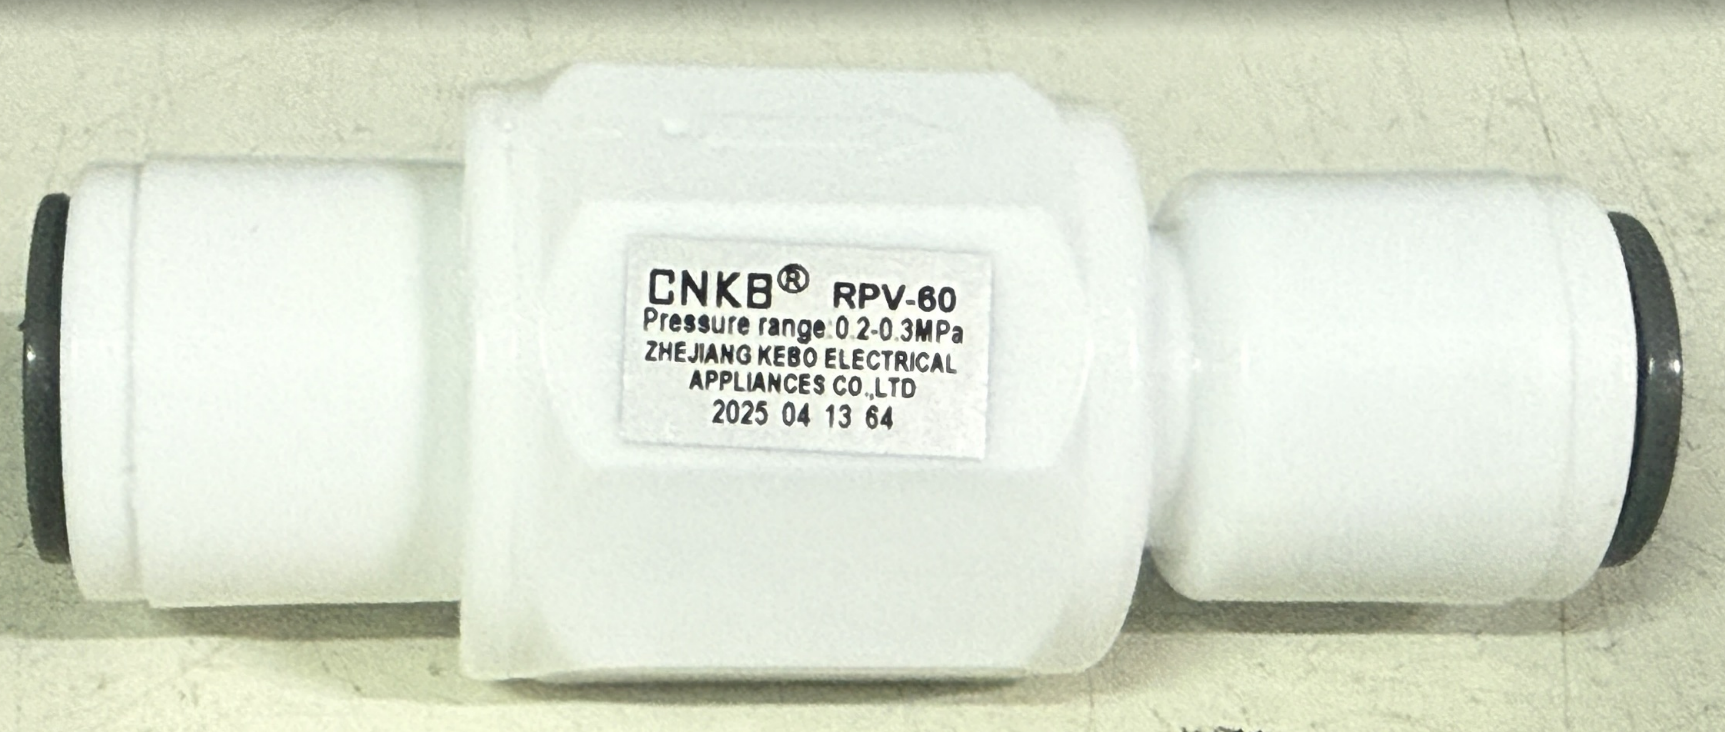 CNKB® RPV-60
Pressure range:0.2-0.3MPa
ZHEJIANG KEBO ELECTRICAL
APPLIANCES CO.,LTD
2025 04 13 64